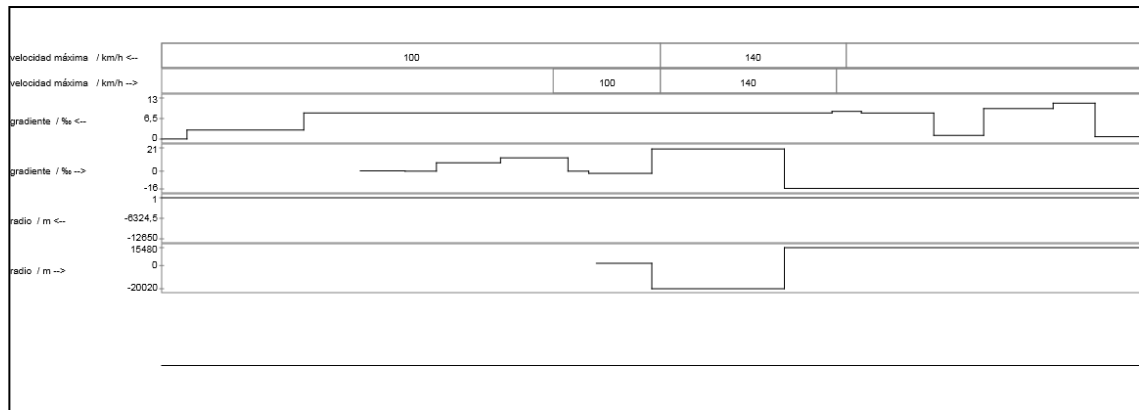 velocidad máxima / km/h <-- 100 140
velocidad máxima / km/h --> 100 140
13
gradiente / ‰ <-- 6,5
0
21
gradiente / ‰ --> 0
-16
1
radio / m <-- -6324,5
-12650
15480
radio / m --> 0
-20020